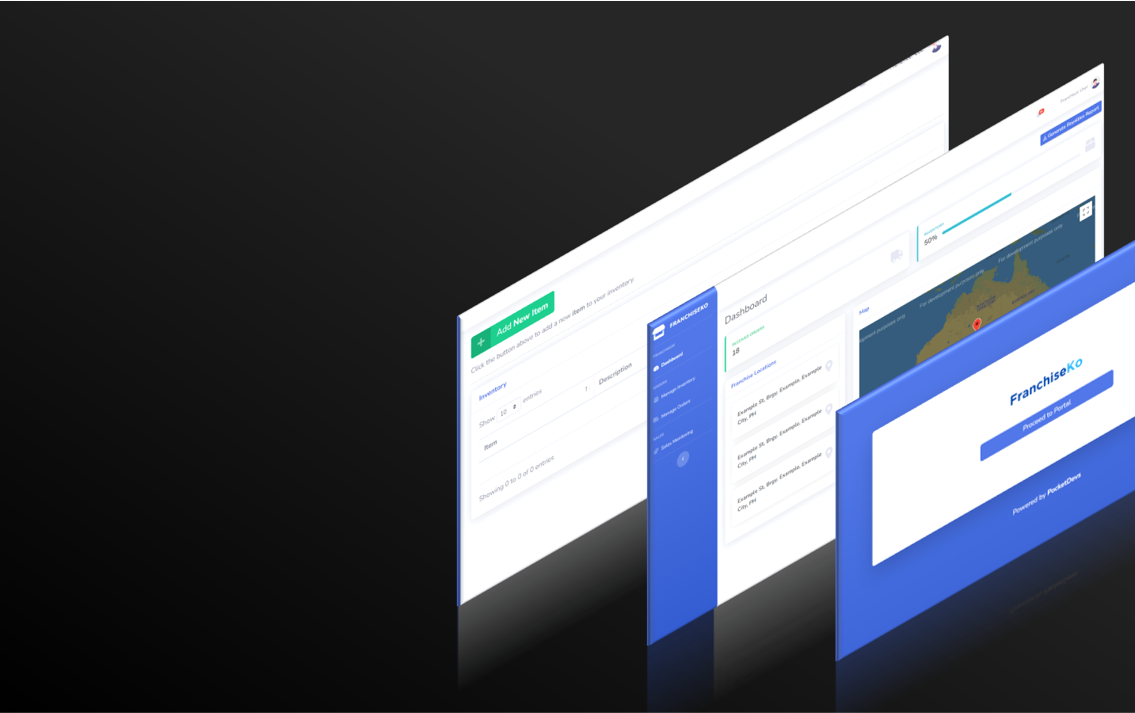 Add New Item
Click the button above to add a new item to your inventory.
Inventory
Show 10 entries
Item
Description
Showing 0 to 0 of 0 entries
FRANCHISEKO
Dashboard
Manage Inventory
Manage Orders
Sales Monitoring
Dashboard
18
50%
Franchise Locations
Example St, Brgy. Example, Example
City, PH
Example St, Brgy. Example, Example
City, PH
Example St, Brgy. Example, Example
City, PH
Map
For development purposes only
For development purposes only
FranchiseKo
Proceed to Portal
Powered by PocketDevs